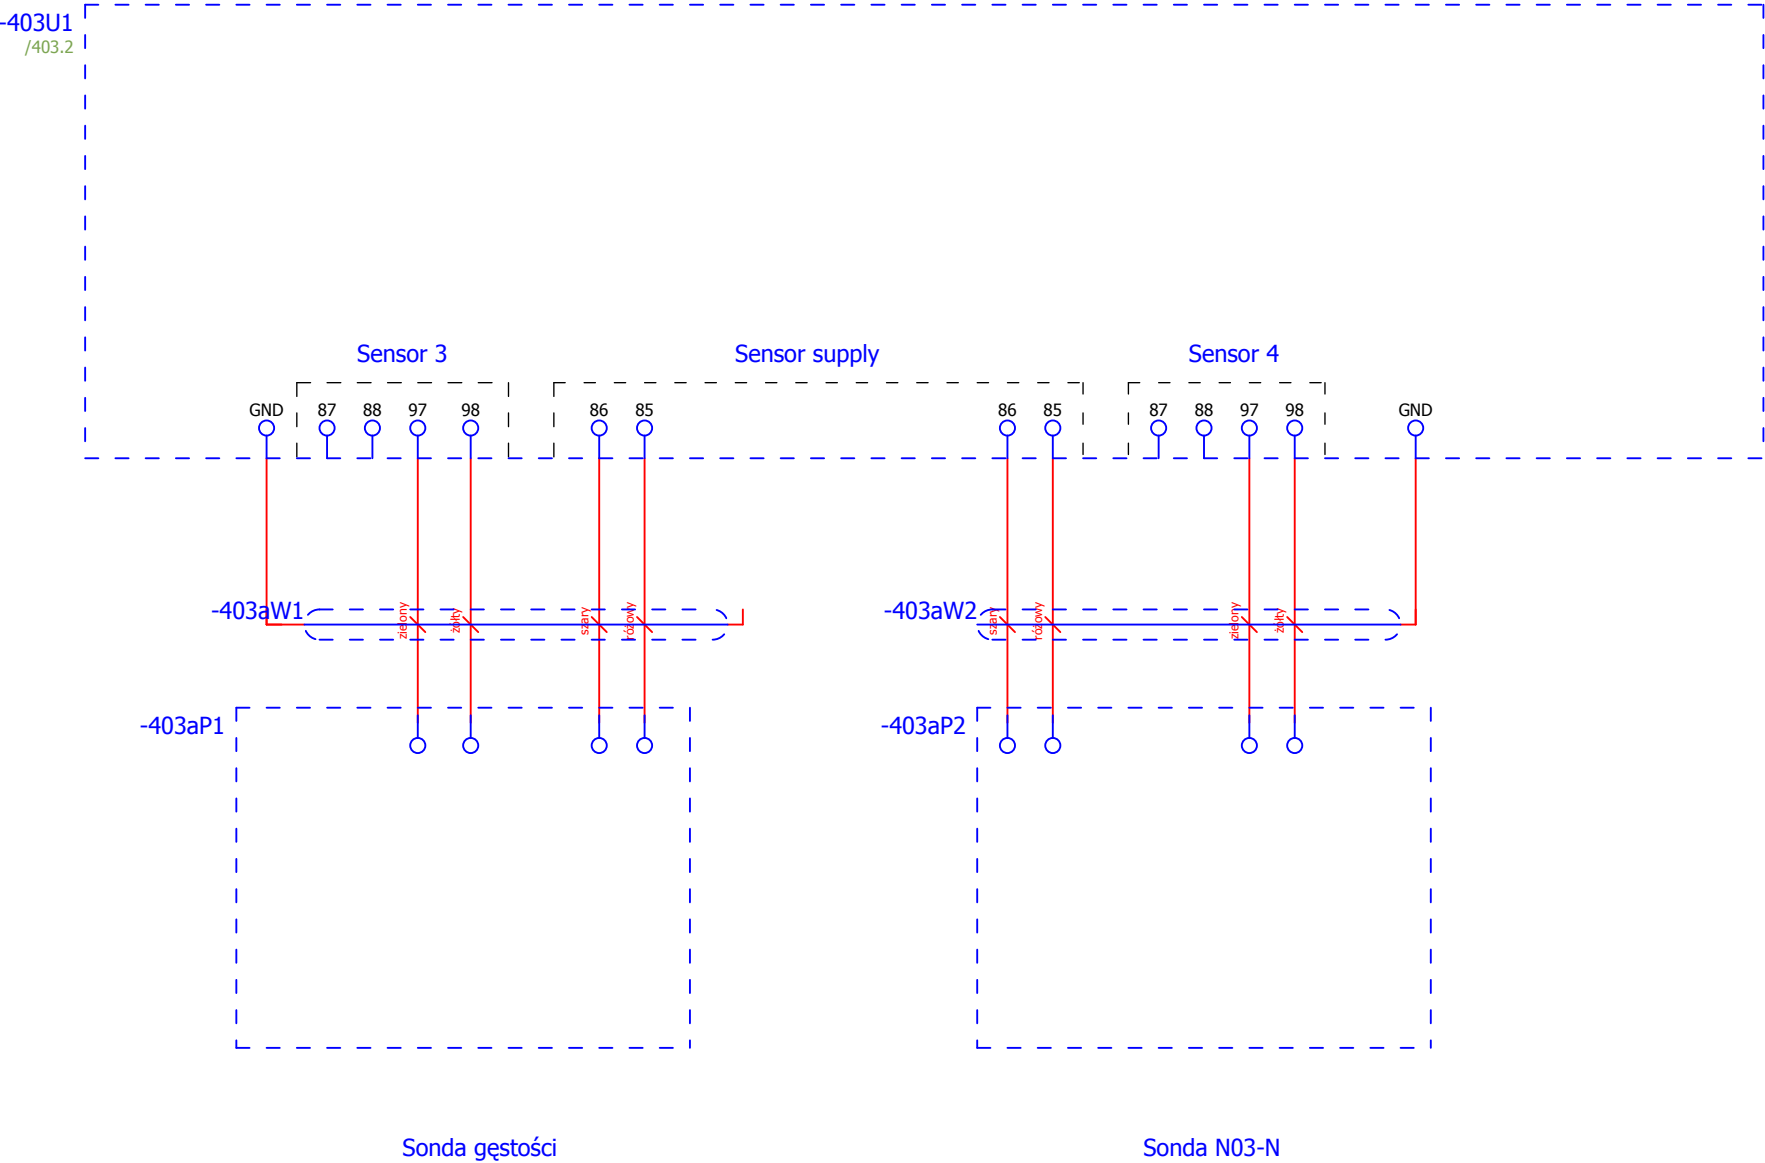 -403U1
/403.2
Sensor 3
Sensor supply
Sensor 4
GND 87 88 97 98 86 85 86 85 87 88 97 98 GND
-403aW1
zielony
żółty
szary
różowy
-403aW2
szary
różowy
zielony
żółty
-403aP1
-403aP2
Sonda gęstości
Sonda N03-N